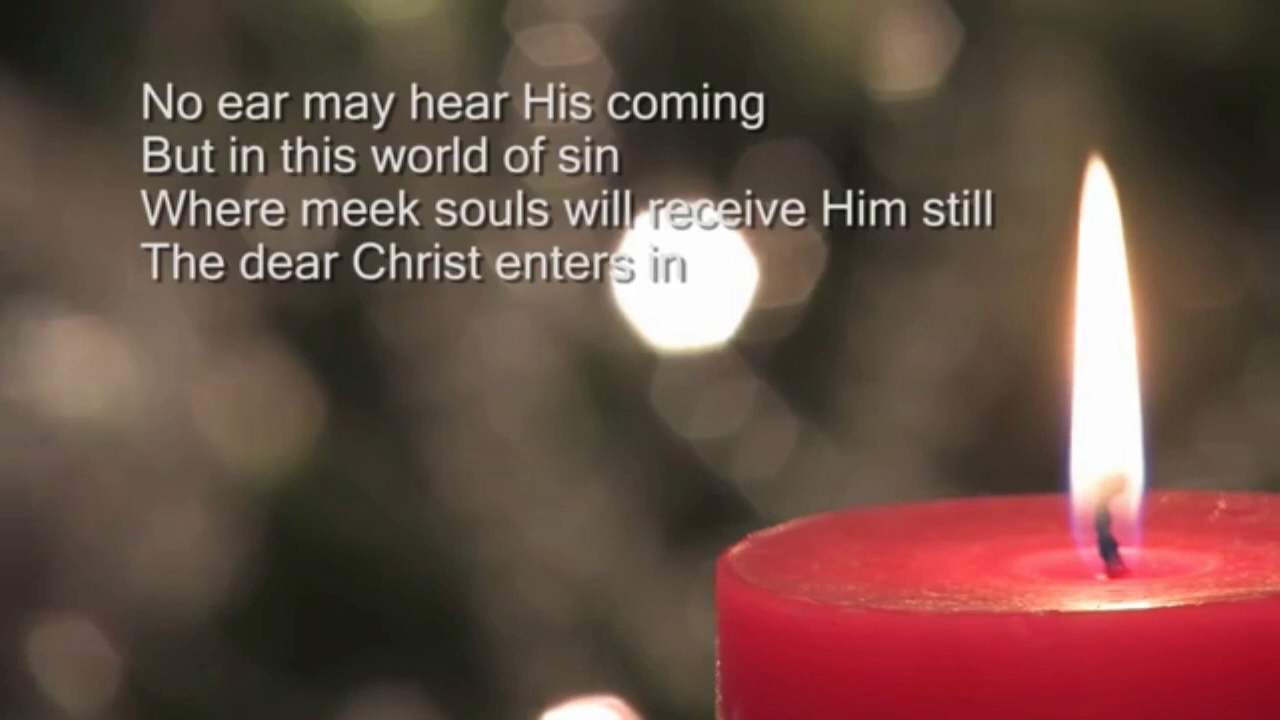 No ear may hear His coming
But in this world of sin
Where meek souls will receive Him still
The dear Christ enters in